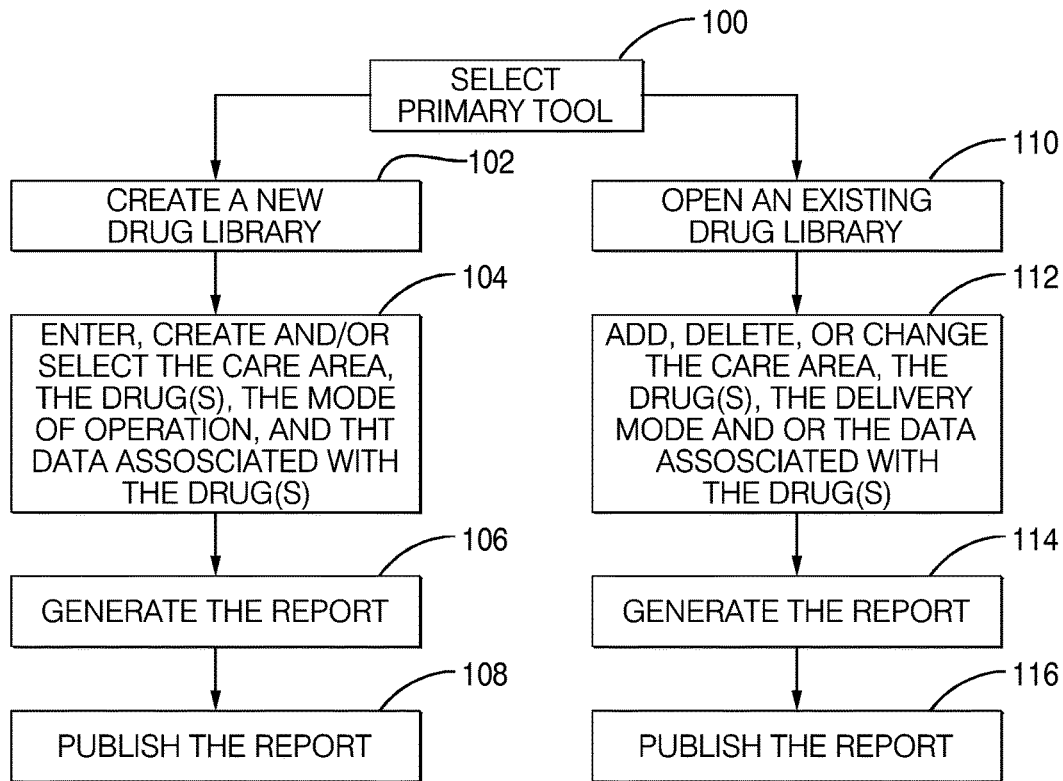 100
SELECT
PRIMARY TOOL
102
CREATE A NEW
DRUG LIBRARY
104
ENTER, CREATE AND/OR
SELECT THE CARE AREA,
THE DRUG(S), THE MODE
OF OPERATION, AND THT
DATA ASSOSCIATED WITH
THE DRUG(S)
106
GENERATE THE REPORT
108
PUBLISH THE REPORT
110
OPEN AN EXISTING
DRUG LIBRARY
112
ADD, DELETE, OR CHANGE
THE CARE AREA, THE
DRUG(S), THE DELIVERY
MODE AND OR THE DATA
ASSOSCIATED WITH
THE DRUG(S)
114
GENERATE THE REPORT
116
PUBLISH THE REPORT